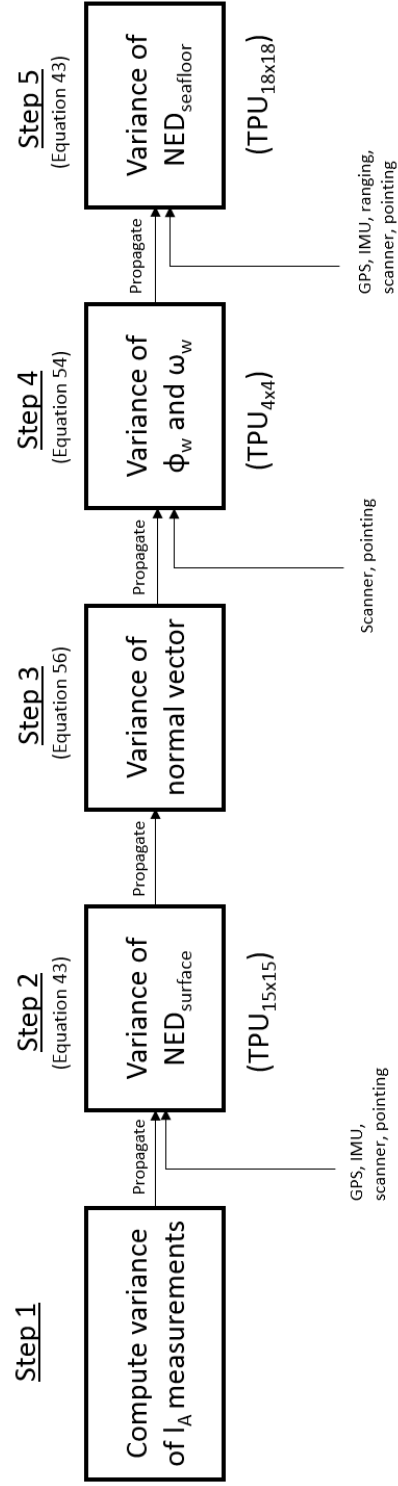 Step 1
Compute variance
of l_A measurements
Propagate
GPS, IMU,
scanner, pointing
Step 2
(Equation 43)
Variance of
NED_surface
(TPU_15x15)
Propagate
Step 3
(Equation 56)
Variance of
normal vector
Propagate
Scanner, pointing
Step 4
(Equation 54)
Variance of
ϕ_w and ω_w
(TPU_4x4)
Propagate
GPS, IMU, ranging,
scanner, pointing
Step 5
(Equation 43)
Variance of
NED_seafloor
(TPU_18x18)